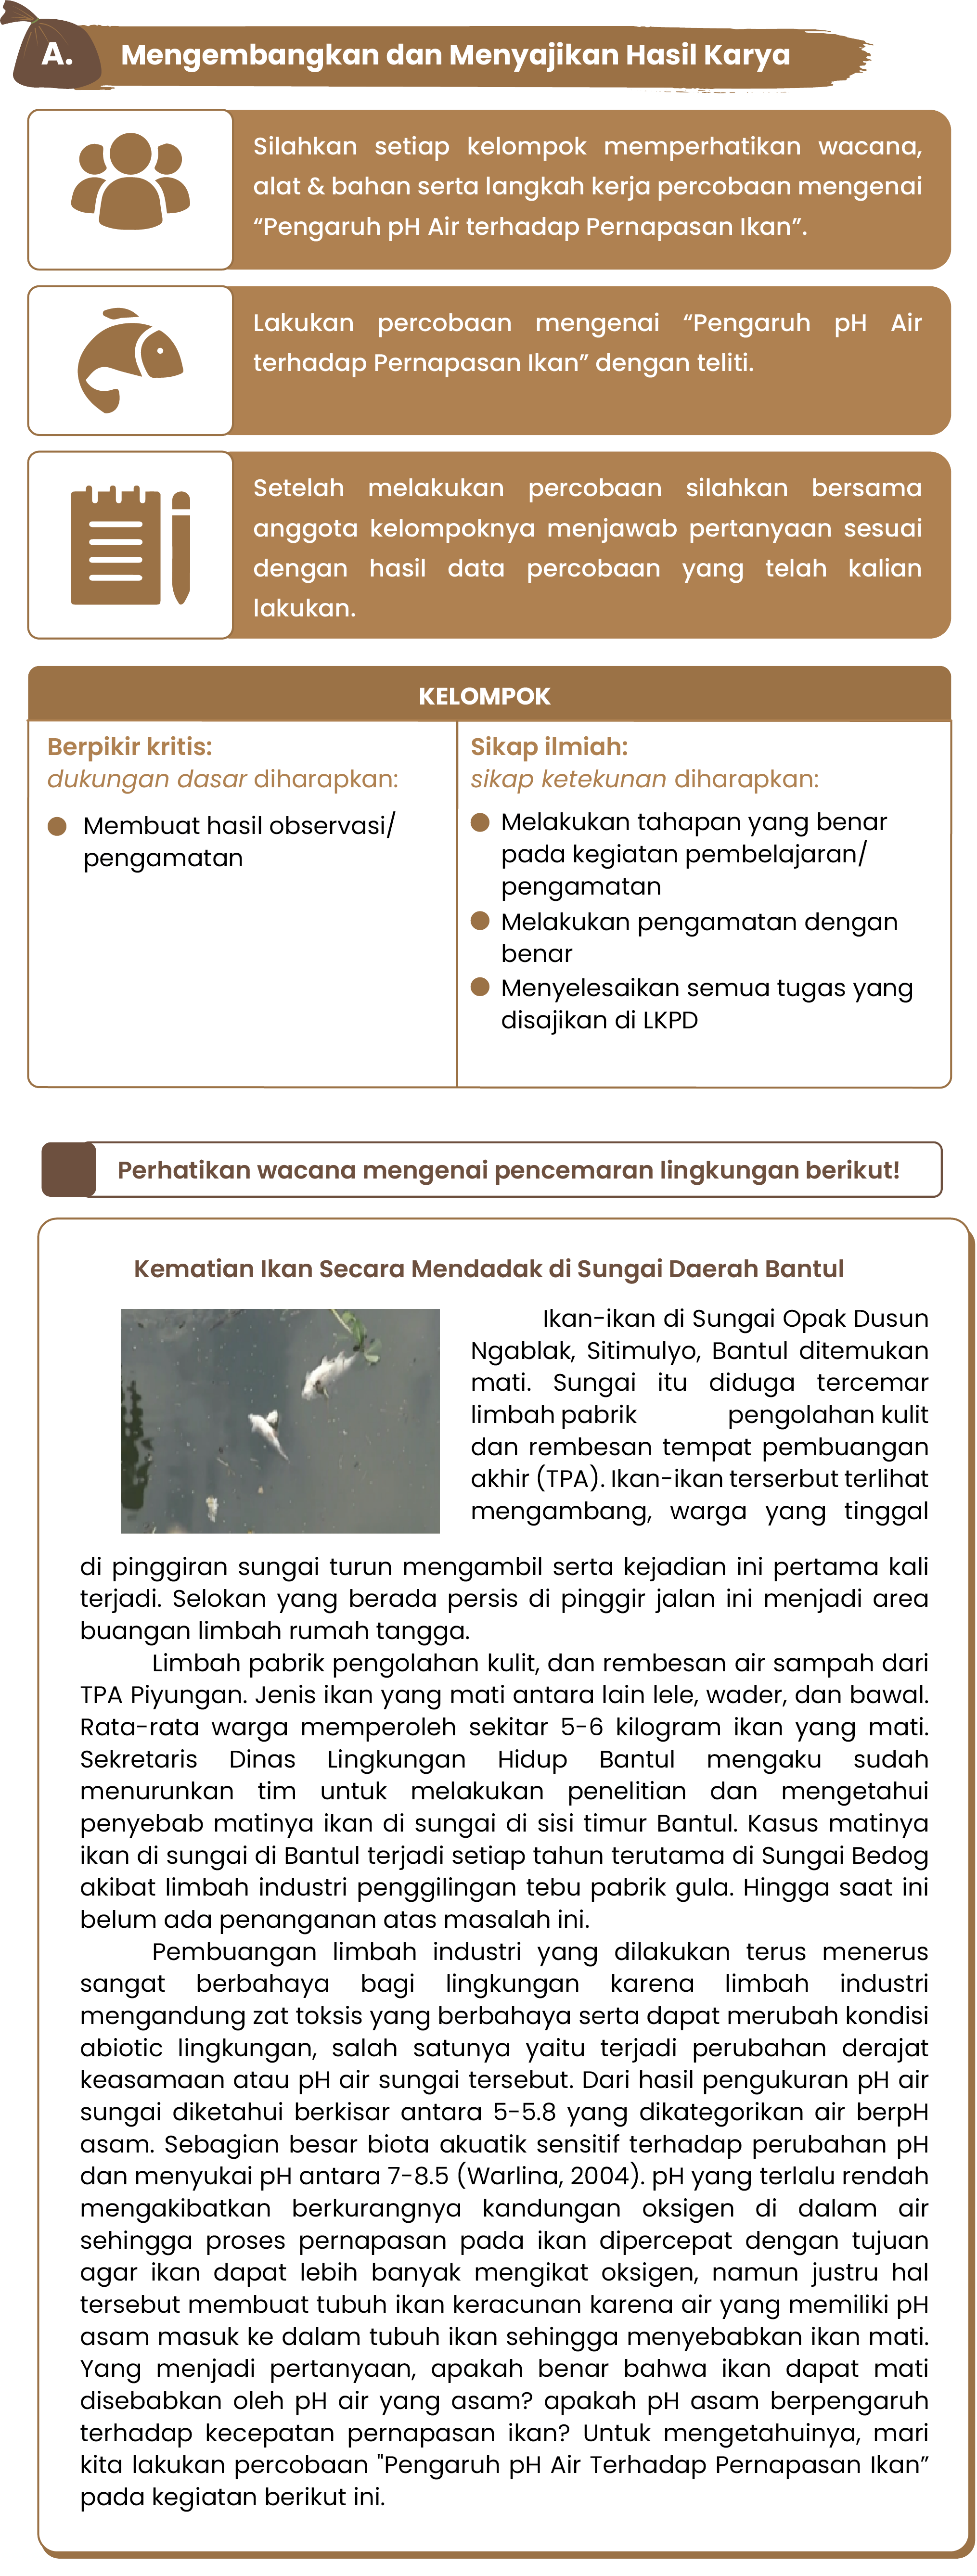 A.
Mengembangkan dan Menyajikan Hasil Karya
Silahkan setiap kelompok memperhatikan wacana,
alat & bahan serta langkah kerja percobaan mengenai
“Pengaruh pH Air terhadap Pernapasan Ikan”.
Lakukan percobaan mengenai “Pengaruh pH Air
terhadap Pernapasan Ikan” dengan teliti.
Setelah melakukan percobaan silahkan bersama
anggota kelompoknya menjawab pertanyaan sesuai
dengan hasil data percobaan yang telah kalian
lakukan.
KELOMPOK
Berpikir kritis:
dukungan dasar diharapkan:
Membuat hasil observasi/
pengamatan
Sikap ilmiah:
sikap ketekunan diharapkan:
Melakukan tahapan yang benar
pada kegiatan pembelajaran/
pengamatan
Melakukan pengamatan dengan
benar
Menyelesaikan semua tugas yang
disajikan di LKPD
Perhatikan wacana mengenai pencemaran lingkungan berikut!
Kematian Ikan Secara Mendadak di Sungai Daerah Bantul
Ikan-ikan di Sungai Opak Dusun
Ngablak, Sitimulyo, Bantul ditemukan
mati. Sungai itu diduga tercemar
limbah pabrik pengolahan kulit
dan rembesan tempat pembuangan
akhir (TPA). Ikan-ikan terserbut terlihat
mengambang, warga yang tinggal
di pinggiran sungai turun mengambil serta kejadian ini pertama kali
terjadi. Selokan yang berada persis di pinggir jalan ini menjadi area
buangan limbah rumah tangga.
Limbah pabrik pengolahan kulit, dan rembesan air sampah dari
TPA Piyungan. Jenis ikan yang mati antara lain lele, wader, dan bawal.
Rata-rata warga memperoleh sekitar 5-6 kilogram ikan yang mati.
Sekretaris Dinas Lingkungan Hidup Bantul mengaku sudah
menurunkan tim untuk melakukan penelitian dan mengetahui
penyebab matinya ikan di sungai di sisi timur Bantul. Kasus matinya
ikan di sungai di Bantul terjadi setiap tahun terutama di Sungai Bedog
akibat limbah industri penggilingan tebu pabrik gula. Hingga saat ini
belum ada penanganan atas masalah ini.
Pembuangan limbah industri yang dilakukan terus menerus
sangat berbahaya bagi lingkungan karena limbah industri
mengandung zat toksis yang berbahaya serta dapat merubah kondisi
abiotic lingkungan, salah satunya yaitu terjadi perubahan derajat
keasamaan atau pH air sungai tersebut. Dari hasil pengukuran pH air
sungai diketahui berkisar antara 5-5.8 yang dikategorikan air berpH
asam. Sebagian besar biota akuatik sensitif terhadap perubahan pH
dan menyukai pH antara 7-8.5 (Warlina, 2004). pH yang terlalu rendah
mengakibatkan berkurangnya kandungan oksigen di dalam air
sehingga proses pernapasan pada ikan dipercepat dengan tujuan
agar ikan dapat lebih banyak mengikat oksigen, namun justru hal
tersebut membuat tubuh ikan keracunan karena air yang memiliki pH
asam masuk ke dalam tubuh ikan sehingga menyebabkan ikan mati.
Yang menjadi pertanyaan, apakah benar bahwa ikan dapat mati
disebabkan oleh pH air yang asam? apakah pH asam berpengaruh
terhadap kecepatan pernapasan ikan? Untuk mengetahuinya, mari
kita lakukan percobaan "Pengaruh pH Air Terhadap Pernapasan Ikan”
pada kegiatan berikut ini.